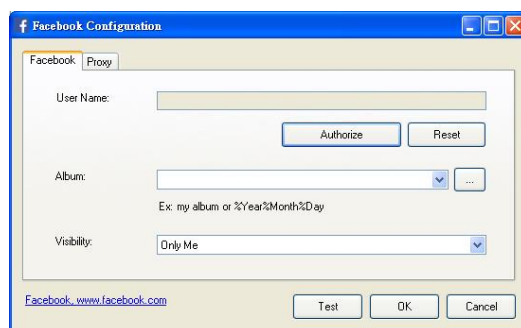 Facebook Configuration
Facebook Proxy
User Name:
Authorize Reset
Album: ...
Ex: my album or %Year%Month%Day
Visibility: Only Me
Facebook, www.facebook.com
Test OK Cancel